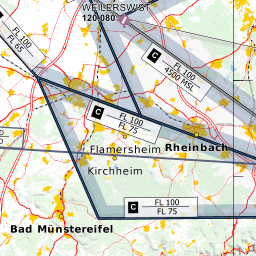 WEILERSWIST
120.080
FL 100
FL 65
C
FL 100
4500 MSL
C
FL 100
FL 75
Flamersheim
Rheinbach
Kirchheim
C
FL 100
FL 75
Bad Münstereifel